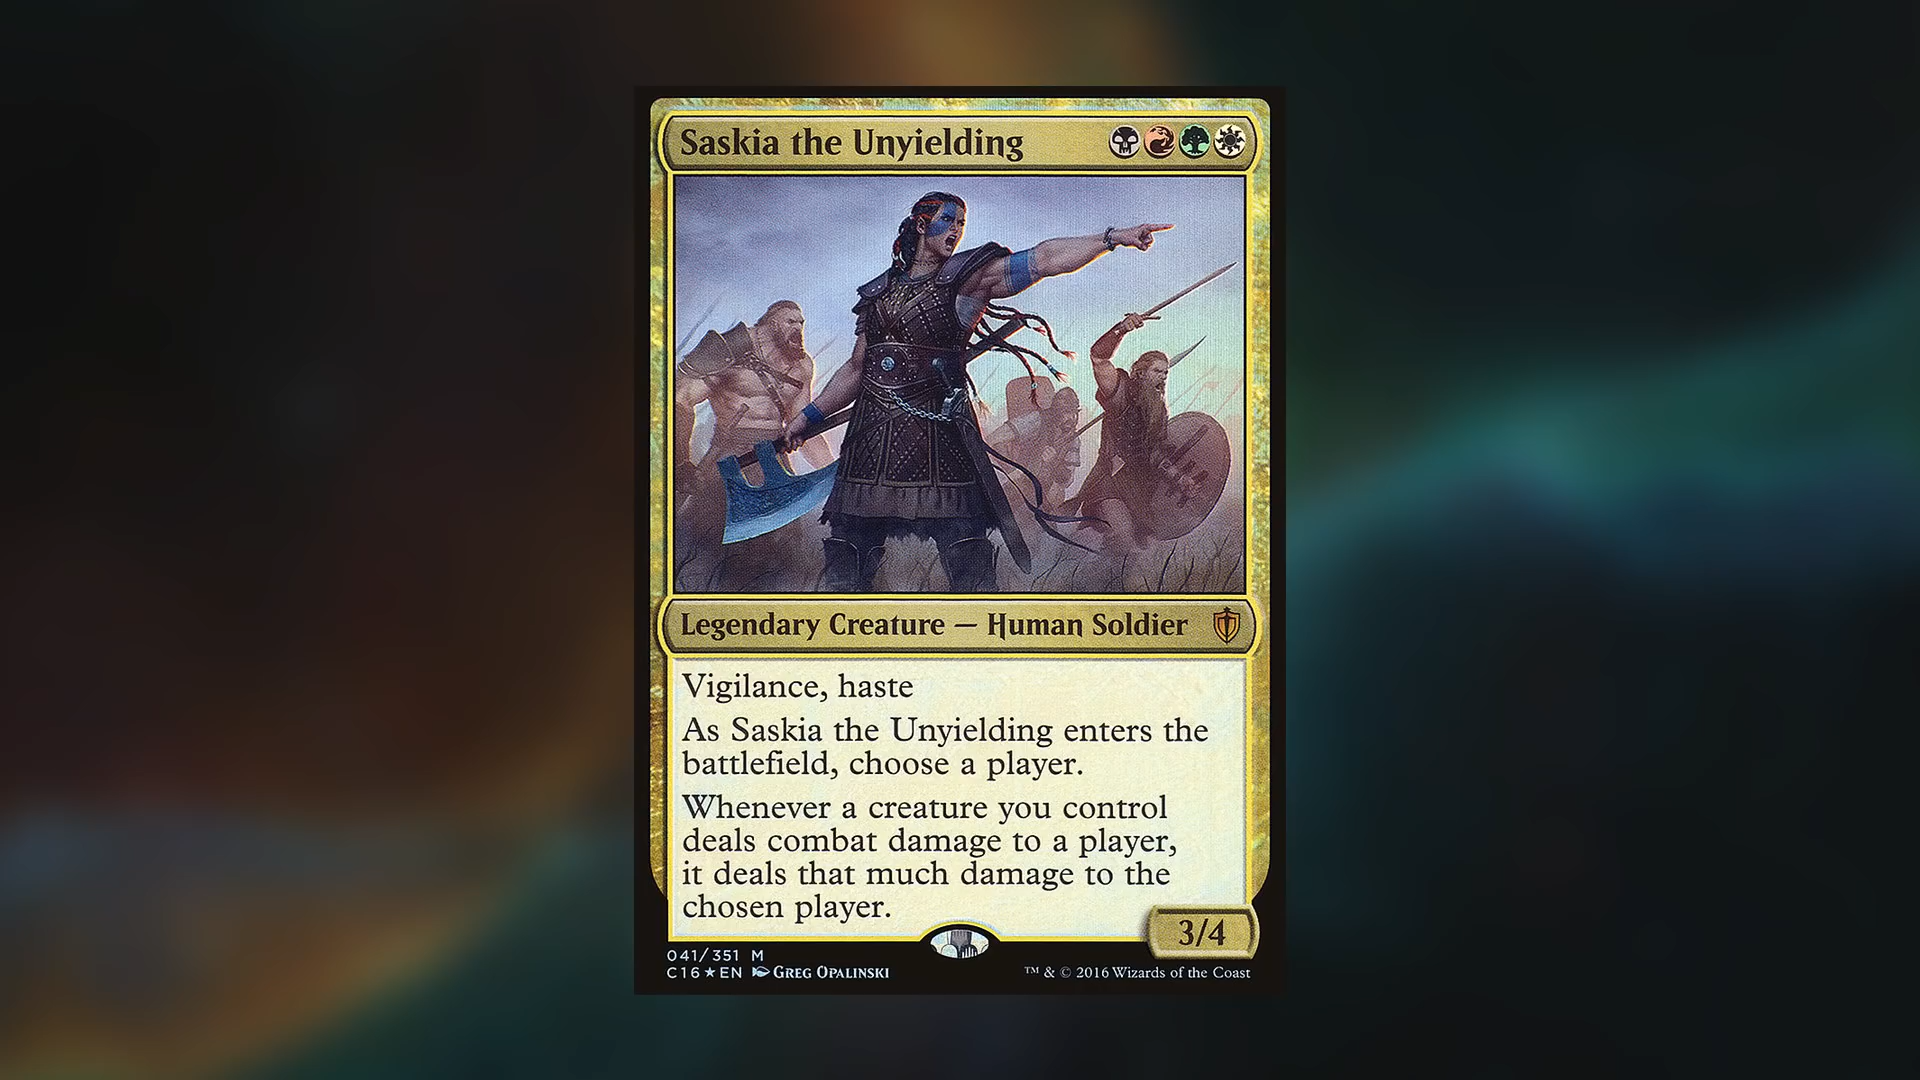 Saskia the Unyielding
Legendary Creature — Human Soldier
Vigilance, haste
As Saskia the Unyielding enters the
battlefield, choose a player.
Whenever a creature you control
deals combat damage to a player,
it deals that much damage to the
chosen player.
3/4
041/351 M
C16★EN Greg Opalinski
™ & © 2016 Wizards of the Coast